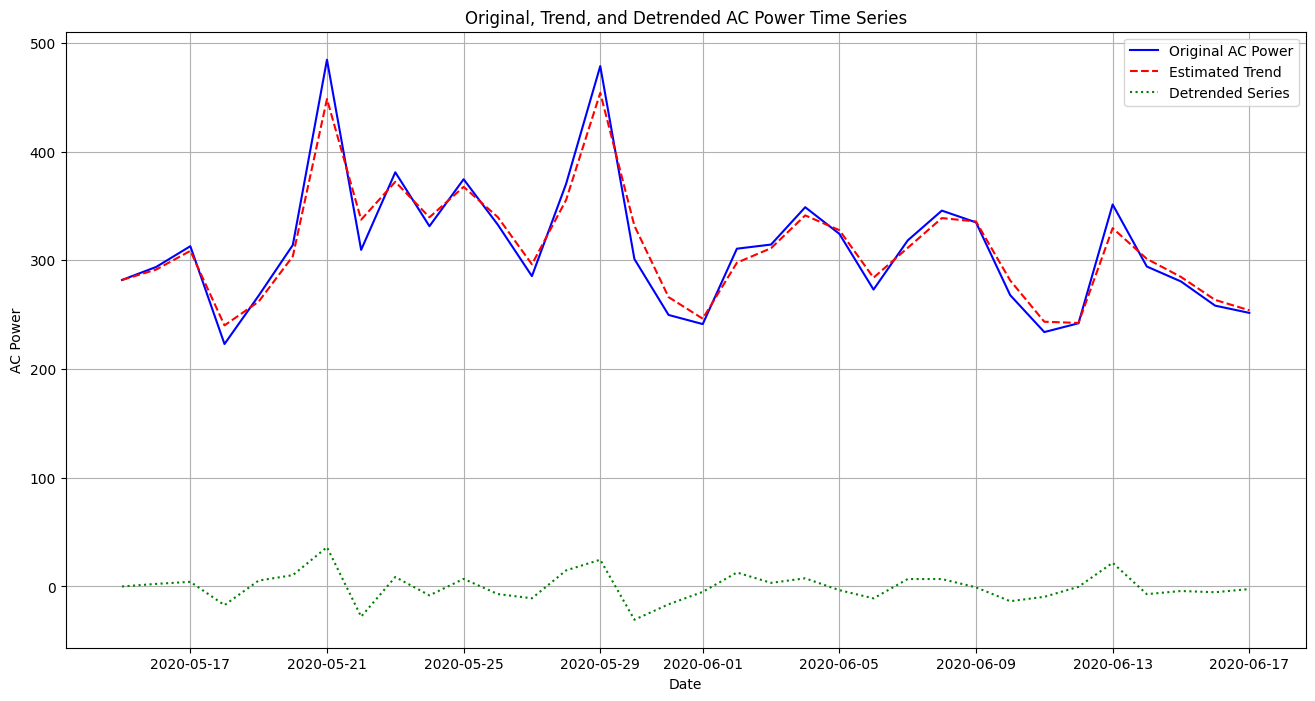 Original, Trend, and Detrended AC Power Time Series
Original AC Power
Estimated Trend
Detrended Series
AC Power
500
400
300
200
100
0
2020-05-17 2020-05-21 2020-05-25 2020-05-29 2020-06-01 2020-06-05 2020-06-09 2020-06-13 2020-06-17
Date